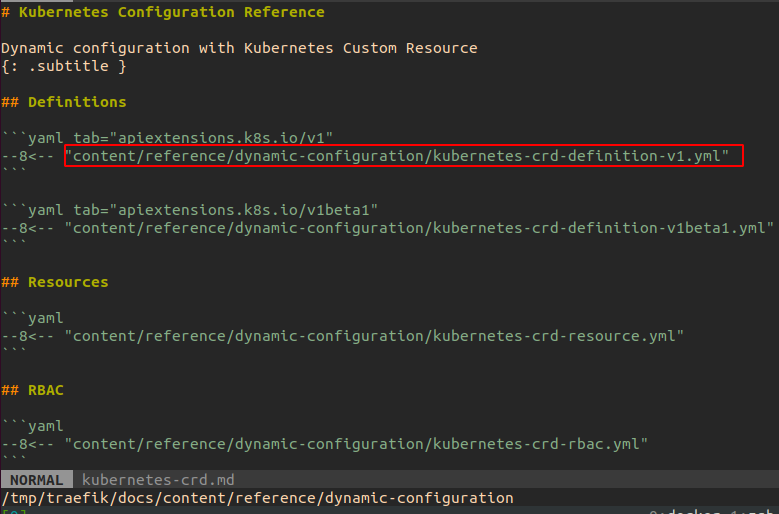 # Kubernetes Configuration Reference
Dynamic configuration with Kubernetes Custom Resource
{: .subtitle }
## Definitions
```yaml tab="apiextensions.k8s.io/v1"
--8<-- "content/reference/dynamic-configuration/kubernetes-crd-definition-v1.yml"
```
```yaml tab="apiextensions.k8s.io/v1beta1"
--8<-- "content/reference/dynamic-configuration/kubernetes-crd-definition-v1beta1.yml"
```
## Resources
```yaml
--8<-- "content/reference/dynamic-configuration/kubernetes-crd-resource.yml"
```
## RBAC
```yaml
--8<-- "content/reference/dynamic-configuration/kubernetes-crd-rbac.yml"
```
NORMAL kubernetes-crd.md
/tmp/traefik/docs/content/reference/dynamic-configuration